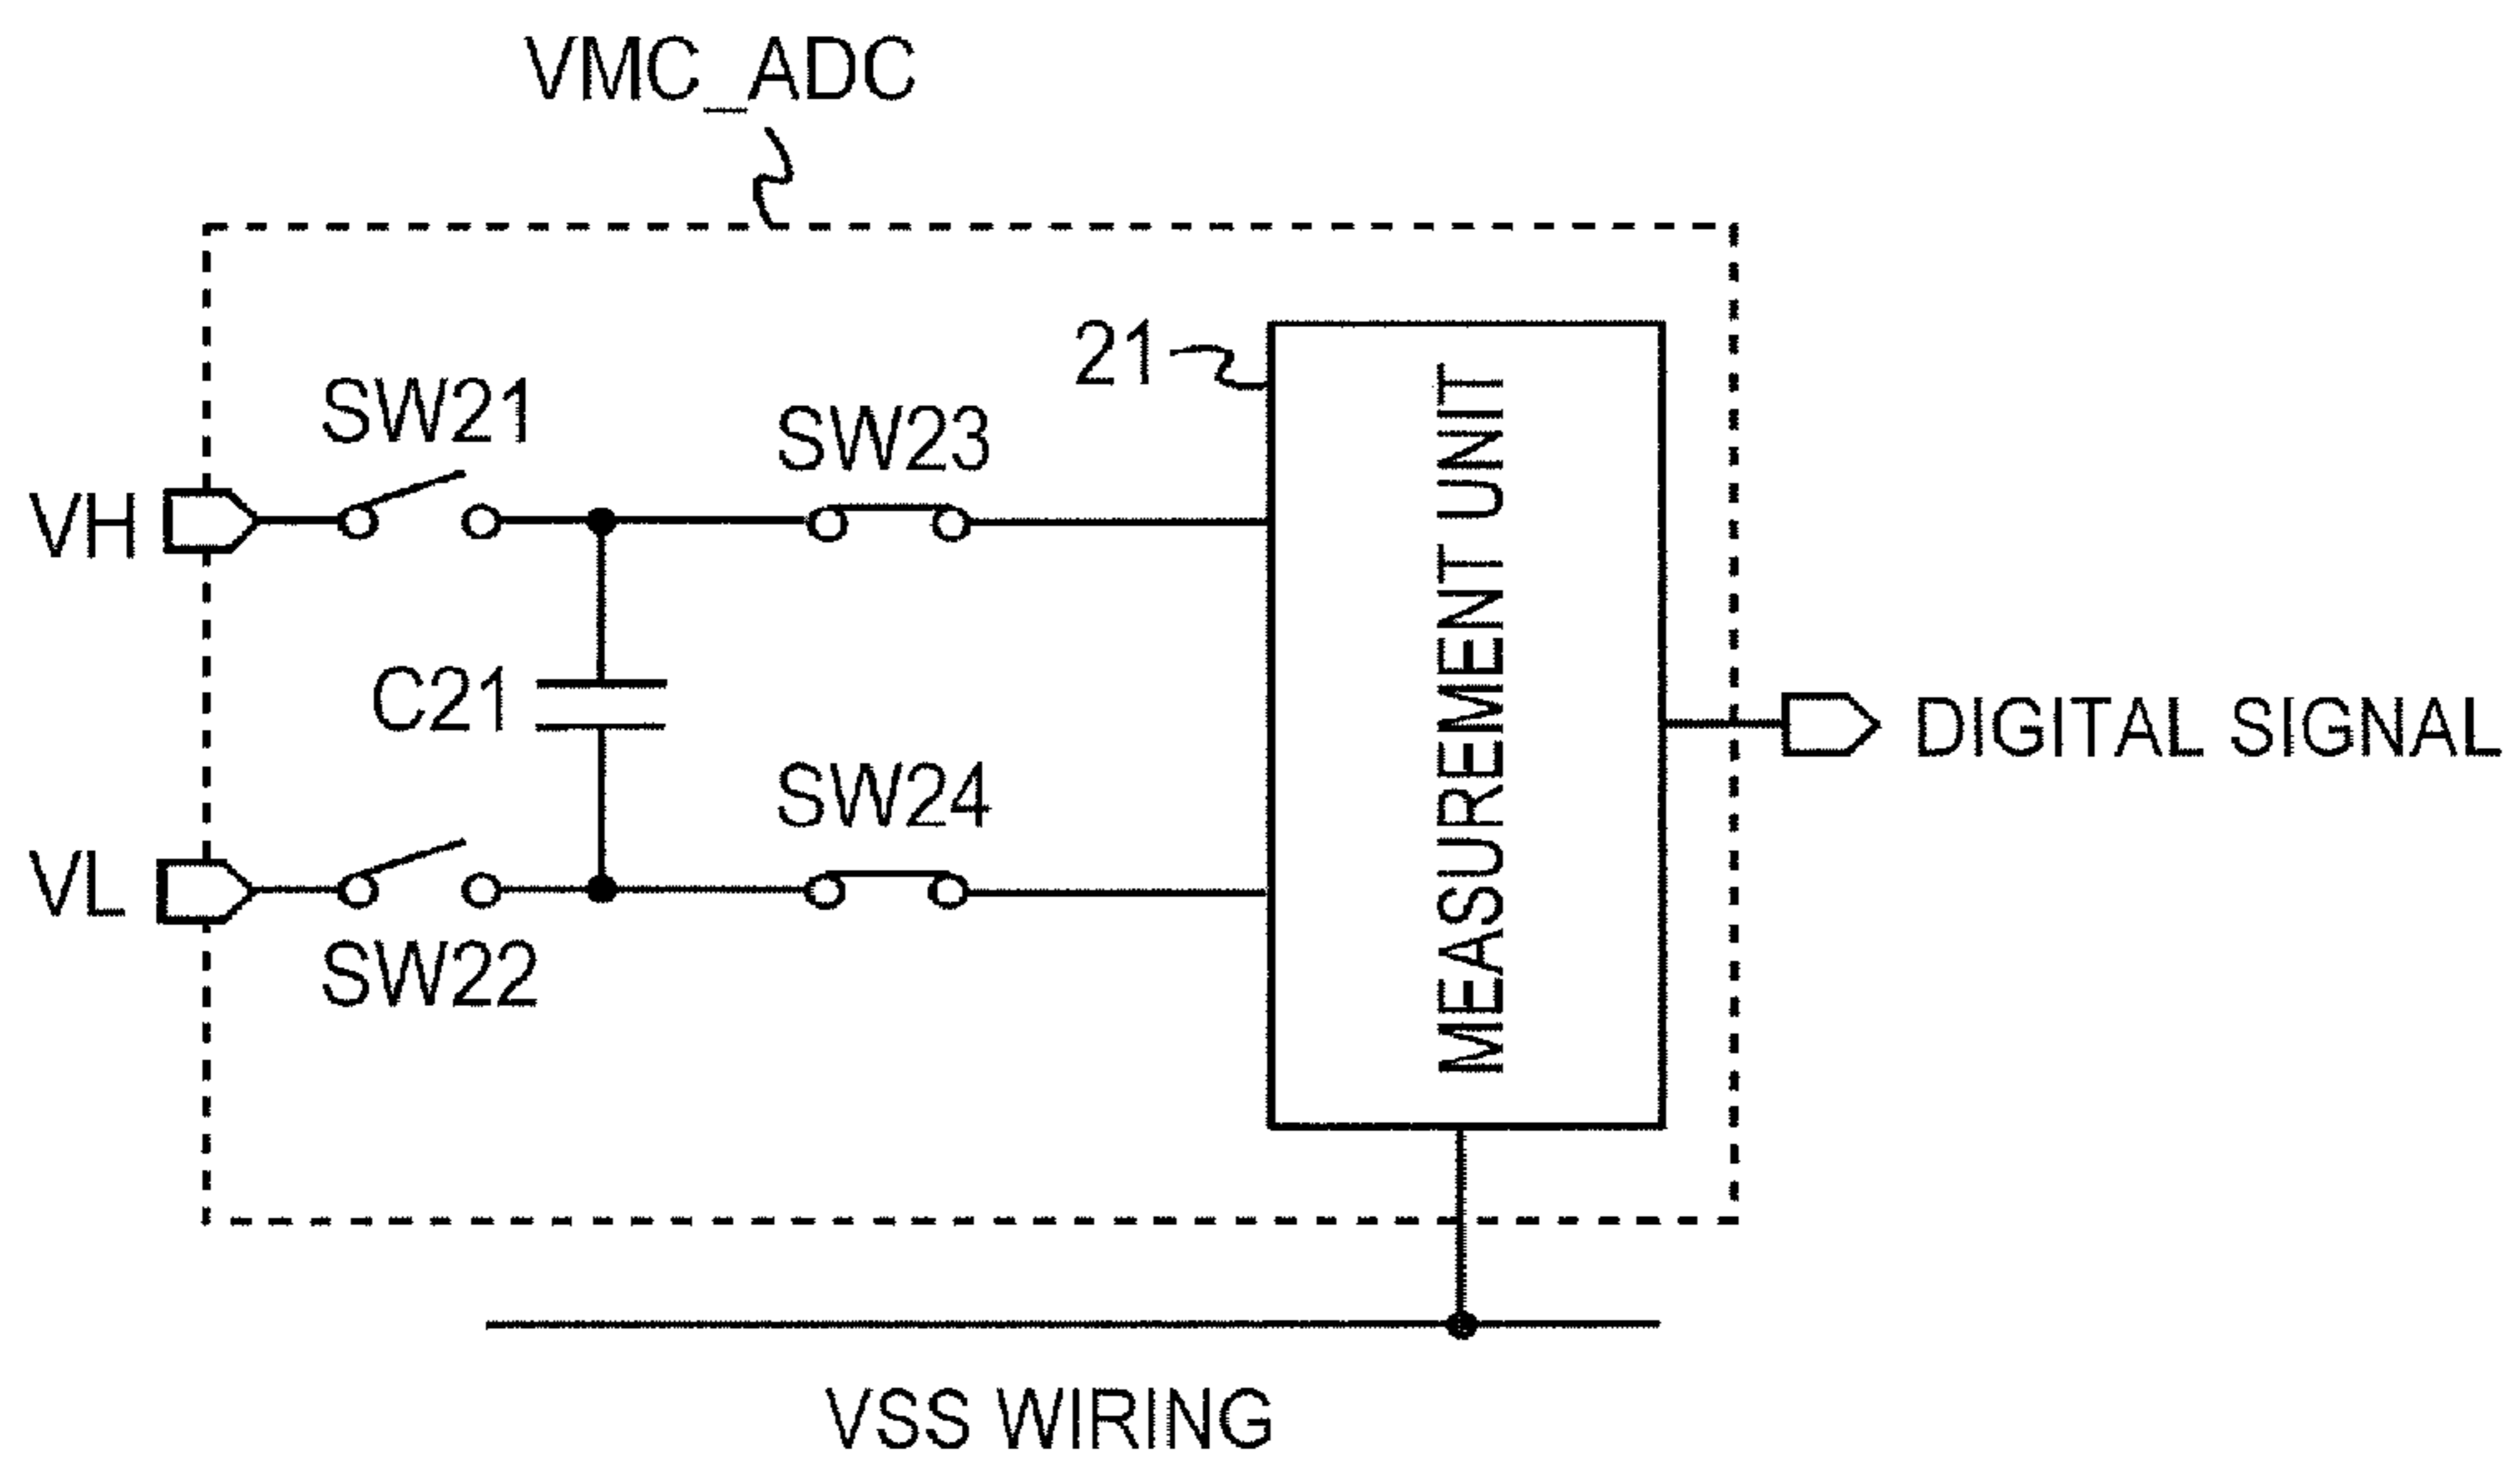 VMC_ADC
21
SW21
SW23
VH
C21
MEASUREMENT UNIT
DIGITAL SIGNAL
SW24
VL
SW22
VSS WIRING